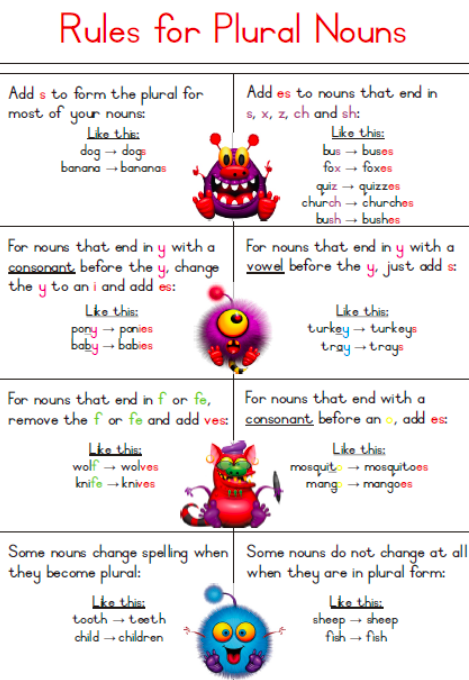 Rules for Plural Nouns
Add s to form the plural for
most of your nouns:
Like this:
dog → dogs
banana → bananas
Add es to nouns that end in
s, x, z, ch and sh:
Like this:
bus → buses
fox → foxes
quiz → quizzes
church → churches
bush → bushes
For nouns that end in y with a
consonant before the y, change
the y to an i and add es:
Like this:
pony → ponies
baby → babies
For nouns that end in y with a
vowel before the y, just add s:
Like this:
turkey → turkeys
tray → trays
For nouns that end in f or fe,
remove the f or fe and add ves:
Like this:
wolf → wolves
knife → knives
For nouns that end with a
consonant before an o, add es:
Like this:
mosquito → mosquitoes
mango → mangoes
Some nouns change spelling when
they become plural:
Like this:
tooth → teeth
child → children
Some nouns do not change at all
when they are in plural form:
Like this:
sheep → sheep
fish → fish